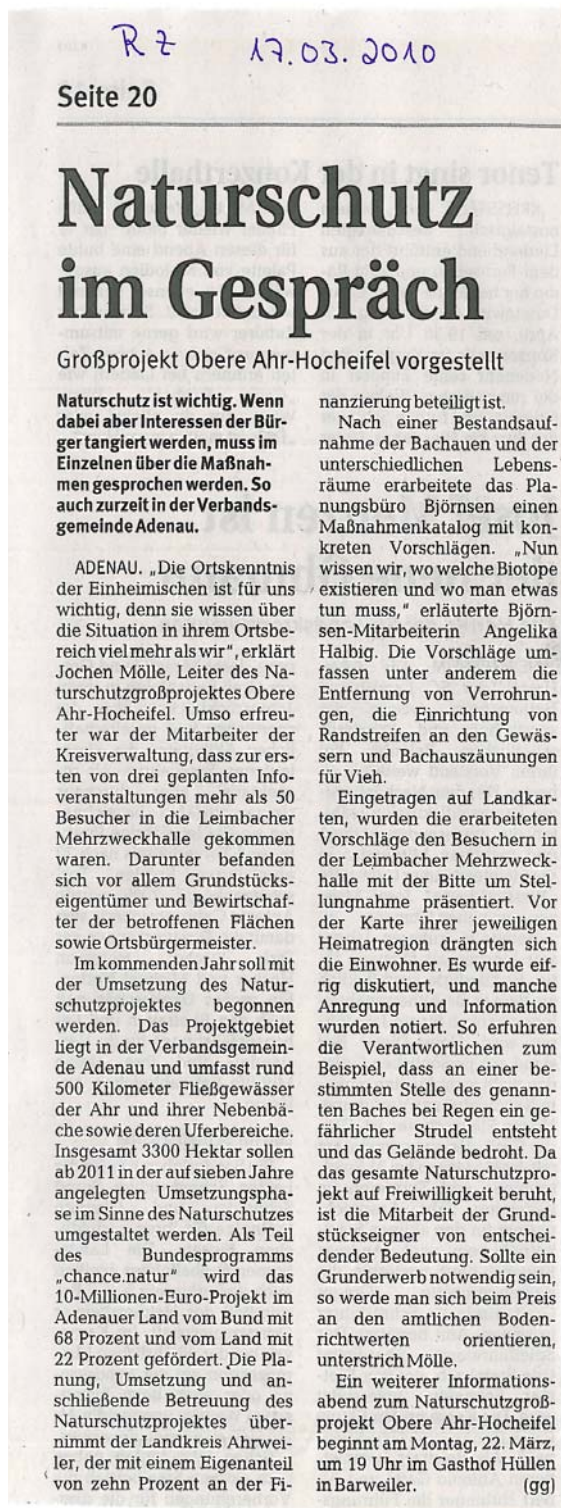 RZ 17.03.2010
Seite 20
Naturschutz
im Gespräch
Großprojekt Obere Ahr-Hocheifel vorgestellt
Naturschutz ist wichtig. Wenn
dabei aber Interessen der Bür-
ger tangiert werden, muss im
Einzelnen über die Maßnah-
men gesprochen werden. So
auch zurzeit in der Verbands-
gemeinde Adenau.
ADENAU. „Die Ortskenntnis
der Einheimischen ist für uns
wichtig, denn sie wissen über
die Situation in ihrem Ortsbe-
reich viel mehr als wir", erklärt
Jochen Mölle, Leiter des Na-
turschutzgroßprojektes Obere
Ahr-Hocheifel. Umso erfreu-
ter war der Mitarbeiter der
Kreisverwaltung, dass zur ers-
ten von drei geplanten Info-
veranstaltungen mehr als 50
Besucher in die Leimbacher
Mehrzweckhalle gekommen
waren. Darunter befanden
sich vor allem Grundstücks-
eigentümer und Bewirtschaf-
ter der betroffenen Flächen
sowie Ortsbürgermeister.
Im kommenden Jahr soll mit
der Umsetzung des Natur-
schutzprojektes begonnen
werden. Das Projektgebiet
liegt in der Verbandsgemein-
de Adenau und umfasst rund
500 Kilometer Fließgewässer
der Ahr und ihrer Nebenbä-
che sowie deren Uferbereiche.
Insgesamt 3300 Hektar sollen
ab 2011 in der auf sieben Jahre
angelegten Umsetzungspha-
se im Sinne des Naturschutzes
umgestaltet werden. Als Teil
des Bundesprogramms
„chance.natur" wird das
10-Millionen-Euro-Projekt im
Adenauer Land vom Bund mit
68 Prozent und vom Land mit
22 Prozent gefördert. Die Pla-
nung, Umsetzung und an-
schließende Betreuung des
Naturschutzprojektes über-
nimmt der Landkreis Ahrwei-
ler, der mit einem Eigenanteil
von zehn Prozent an der Fi-
nanzierung beteiligt ist.
Nach einer Bestandsauf-
nahme der Bachauen und der
unterschiedlichen Lebens-
räume erarbeitete das Pla-
nungsbüro Björnsen einen
Maßnahmenkatalog mit kon-
kreten Vorschlägen. „Nun
wissen wir, wo welche Biotope
existieren und wo man etwas
tun muss," erläuterte Björn-
sen-Mitarbeiterin Angelika
Halbig. Die Vorschläge um-
fassen unter anderem die
Entfernung von Verrohrun-
gen, die Einrichtung von
Randstreifen an den Gewäs-
sern und Bachauszäunungen
für Vieh.
Eingetragen auf Landkar-
ten, wurden die erarbeiteten
Vorschläge den Besuchern in
der Leimbacher Mehrzweck-
halle mit der Bitte um Stel-
lungnahme präsentiert. Vor
der Karte ihrer jeweiligen
Heimatregion drängten sich
die Einwohner. Es wurde eif-
rig diskutiert, und manche
Anregung und Information
wurden notiert. So erfuhren
die Verantwortlichen zum
Beispiel, dass an einer be-
stimmten Stelle des genann-
ten Baches bei Regen ein ge-
fährlicher Strudel entsteht
und das Gelände bedroht. Da
das gesamte Naturschutzpro-
jekt auf Freiwilligkeit beruht,
ist die Mitarbeit der Grund-
stückseigner von entschei-
dender Bedeutung. Sollte ein
Grunderwerb notwendig sein,
so werde man sich beim Preis
an den amtlichen Boden-
richtwerten orientieren,
unterstrich Mölle.
Ein weiterer Informations-
abend zum Naturschutzgroß-
projekt Obere Ahr-Hocheifel
beginnt am Montag, 22. März,
um 19 Uhr im Gasthof Hüllen
in Barweiler. (gg)